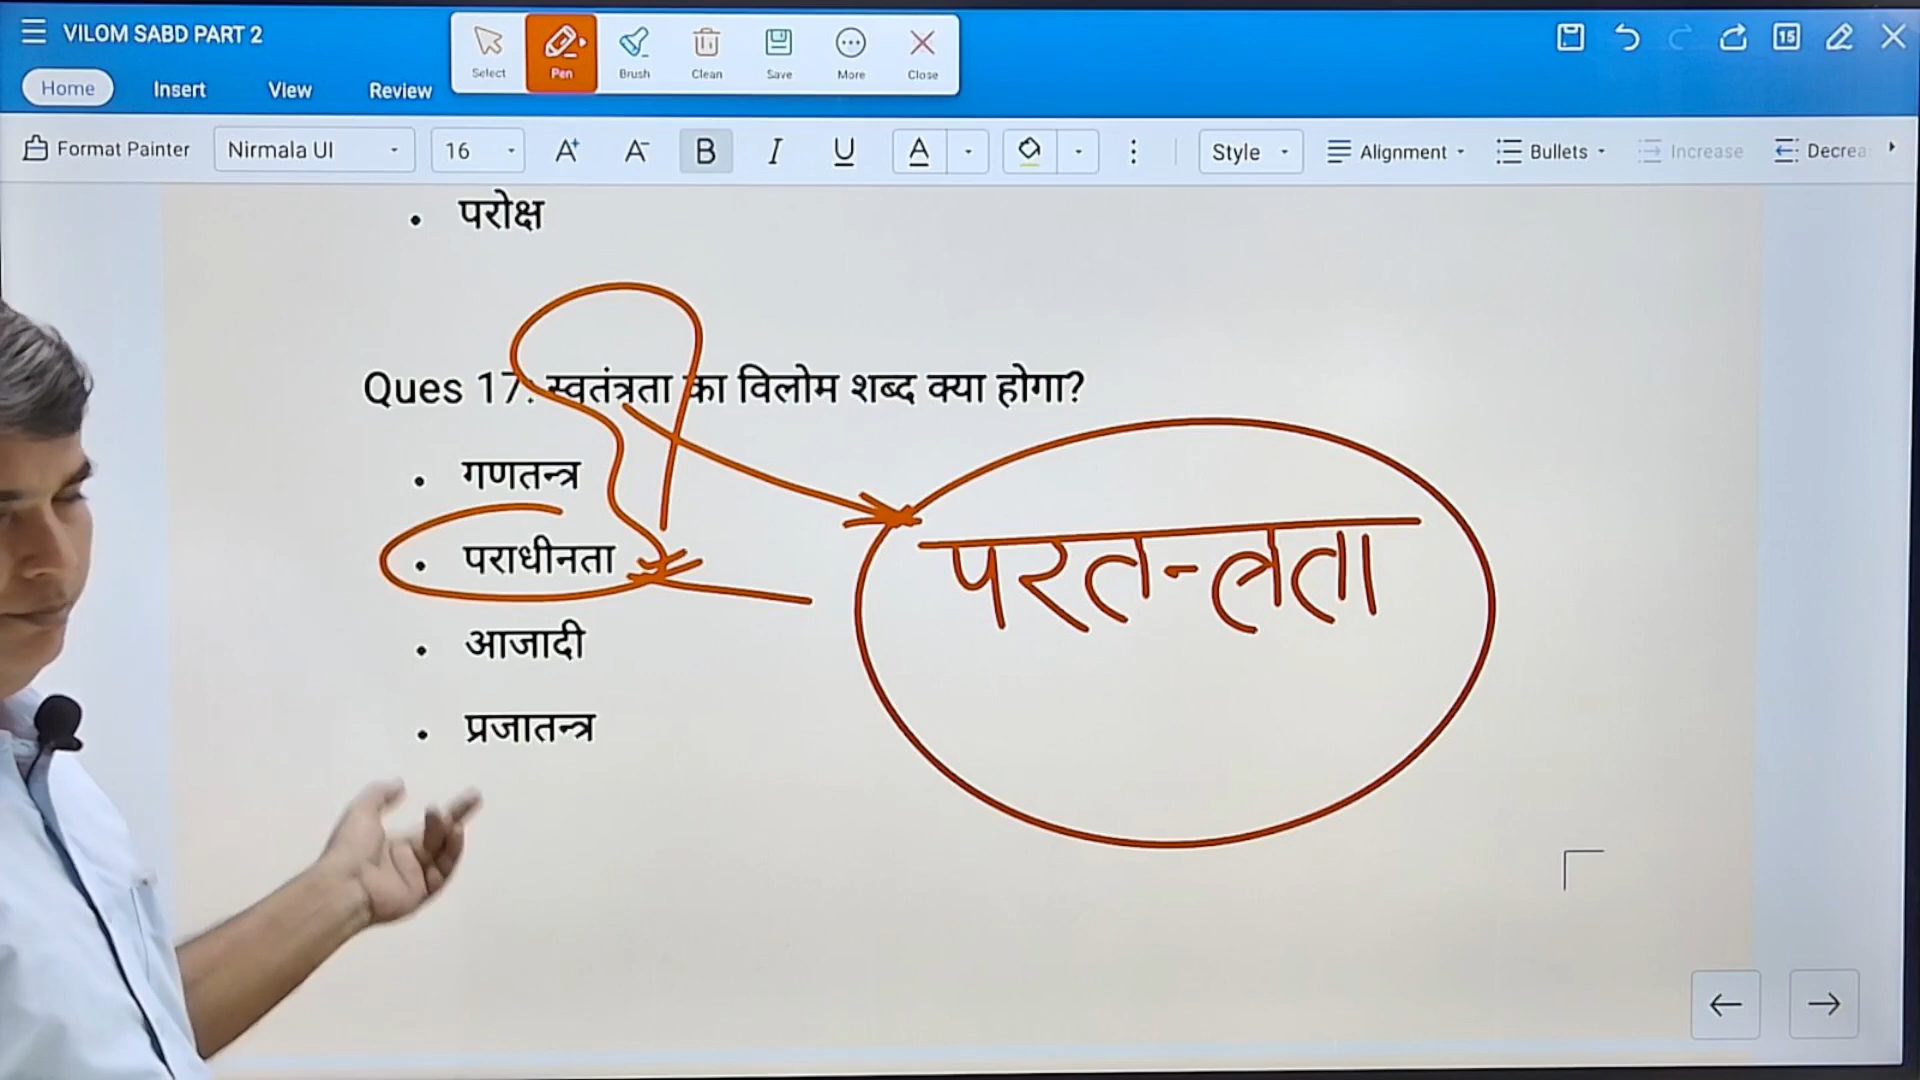 VILOM SABD PART 2
Select Pen Brush Clean Save More Close
15
Home Insert View Review
Format Painter Nirmala UI 16 A+ A- B I U A Style Alignment Bullets Increase Decrea
• परोक्ष
Ques 17: स्वतंत्रता का विलोम शब्द क्या होगा?
• गणतन्त्र
• पराधीनता
• आजादी
• प्रजातन्त्र
परतन्त्रता